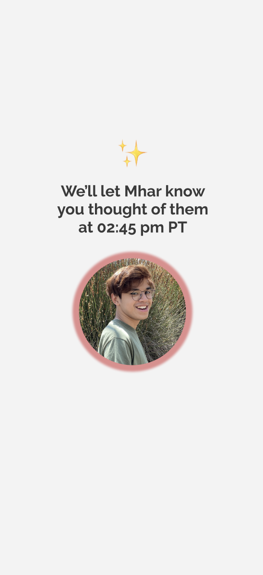 We'll let Mhar know
you thought of them
at 02:45 pm PT